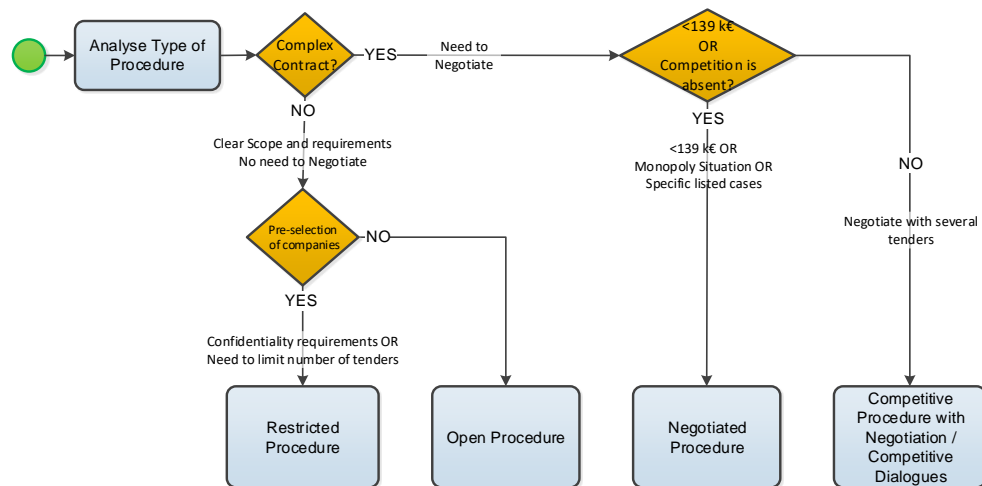 Analyse Type of
Procedure
Complex
Contract?
YES
Need to
Negotiate
<139 k€
OR
Competition is
absent?
NO
YES
Clear Scope and requirements
No need to Negotiate
<139 k€ OR
Monopoly Situation OR
Specific listed cases
NO
Pre-selection
of companies
NO
Negotiate with several
tenders
YES
Confidentiality requirements OR
Need to limit number of tenders
Restricted
Procedure
Open Procedure
Negotiated
Procedure
Competitive
Procedure with
Negotiation /
Competitive
Dialogues